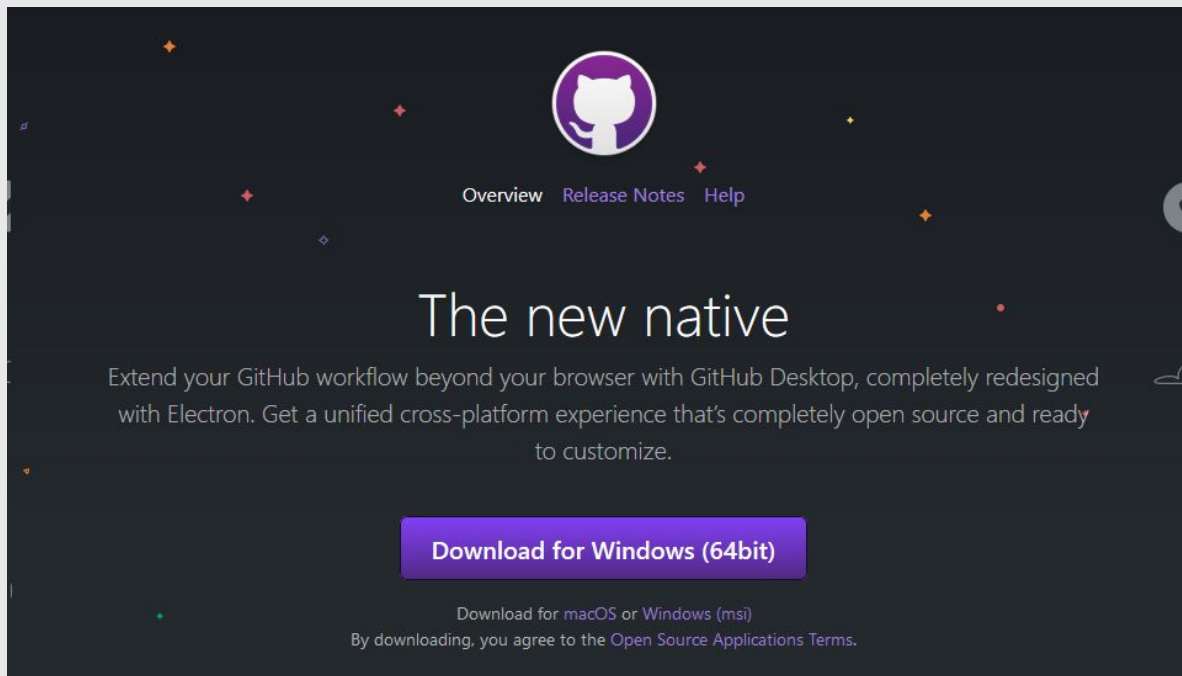 Overview Release Notes Help
The new native
Extend your GitHub workflow beyond your browser with GitHub Desktop, completely redesigned
with Electron. Get a unified cross-platform experience that's completely open source and ready
to customize.
Download for Windows (64bit)
Download for macOS or Windows (msi)
By downloading, you agree to the Open Source Applications Terms.